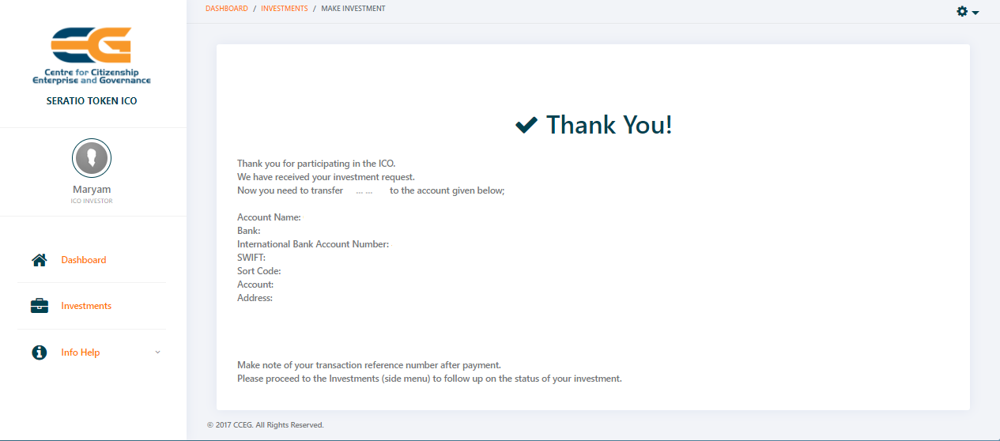 Centre for Citizenship
Enterprise and Governance
SERATIO TOKEN ICO
Maryam
ICO INVESTOR
Dashboard
Investments
Info Help
DASHBOARD / INVESTMENTS / MAKE INVESTMENT
Thank You!
Thank you for participating in the ICO.
We have received your investment request.
Now you need to transfer ... ... to the account given below;
Account Name:
Bank:
International Bank Account Number:
SWIFT:
Sort Code:
Account:
Address:
Make note of your transaction reference number after payment.
Please proceed to the Investments (side menu) to follow up on the status of your investment.
© 2017 CCEG. All Rights Reserved.